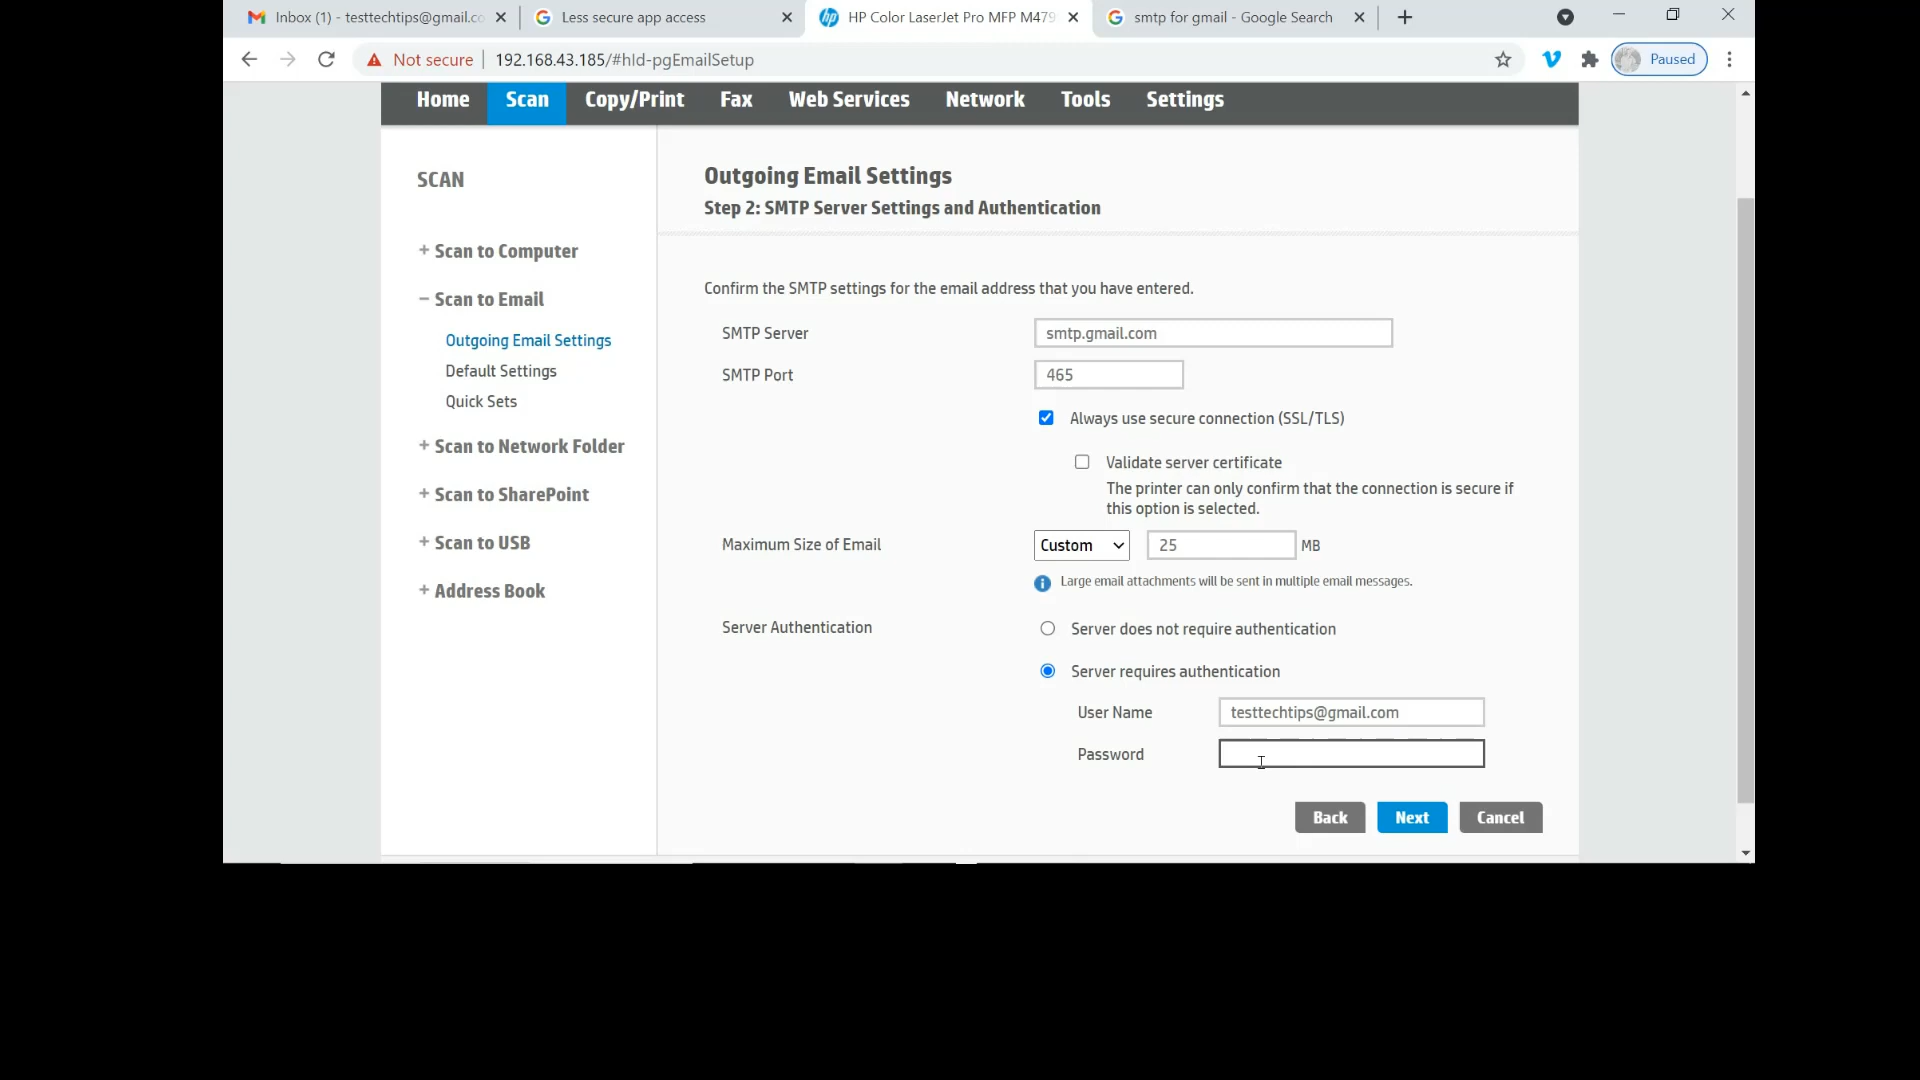 Inbox (1) - testtechtips@gmail.co
Less secure app access
HP Color LaserJet Pro MFP M479
smtp for gmail - Google Search
Not secure
192.168.43.185/#hId-pgEmailSetup
Paused
Home
Scan
Copy/Print
Fax
Web Services
Network
Tools
Settings
SCAN
+ Scan to Computer
− Scan to Email
Outgoing Email Settings
Default Settings
Quick Sets
+ Scan to Network Folder
+ Scan to SharePoint
+ Scan to USB
+ Address Book
Outgoing Email Settings
Step 2: SMTP Server Settings and Authentication
Confirm the SMTP settings for the email address that you have entered.
SMTP Server
smtp.gmail.com
SMTP Port
465
Always use secure connection (SSL/TLS)
Validate server certificate
The printer can only confirm that the connection is secure if
this option is selected.
Maximum Size of Email
Custom
25
MB
Large email attachments will be sent in multiple email messages.
Server Authentication
Server does not require authentication
Server requires authentication
User Name
testtechtips@gmail.com
Password
Back
Next
Cancel